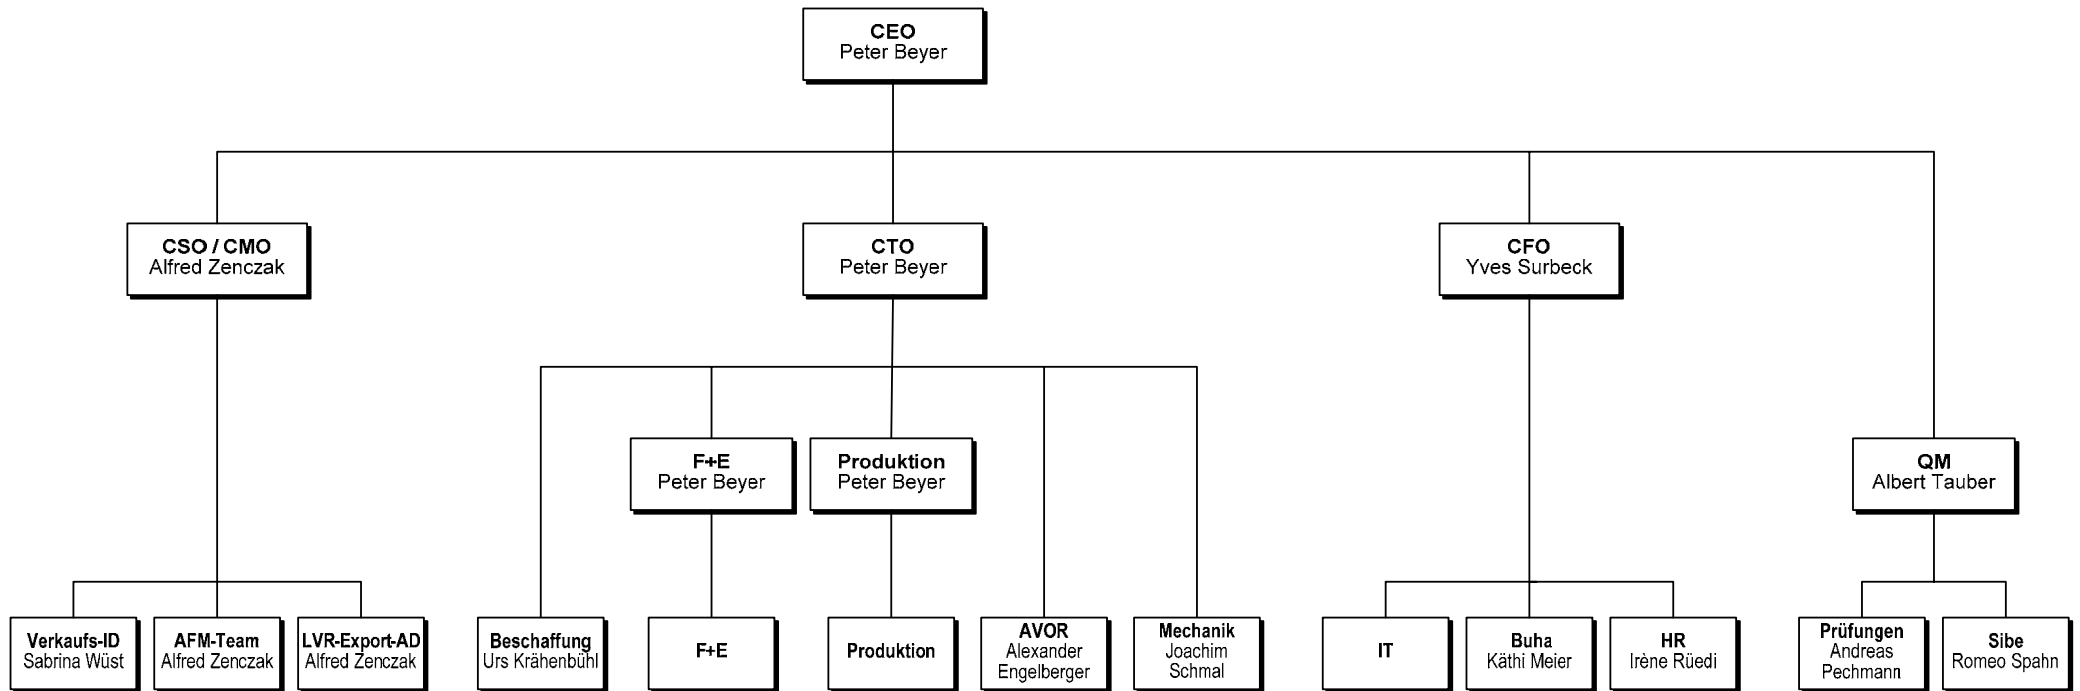 CEO
Peter Beyer
CSO / CMO
Alfred Zenczak
CTO
Peter Beyer
CFO
Yves Surbeck
F+E
Peter Beyer
Produktion
Peter Beyer
QM
Albert Tauber
Verkaufs-ID
Sabrina Wüst
AFM-Team
Alfred Zenczak
LVR-Export-AD
Alfred Zenczak
Beschaffung
Urs Krähenbühl
F+E
Produktion
AVOR
Alexander
Engelberger
Mechanik
Joachim
Schmal
IT
Buha
Käthi Meier
HR
Irène Rüedi
Prüfungen
Andreas
Pechmann
Sibe
Romeo Spahn